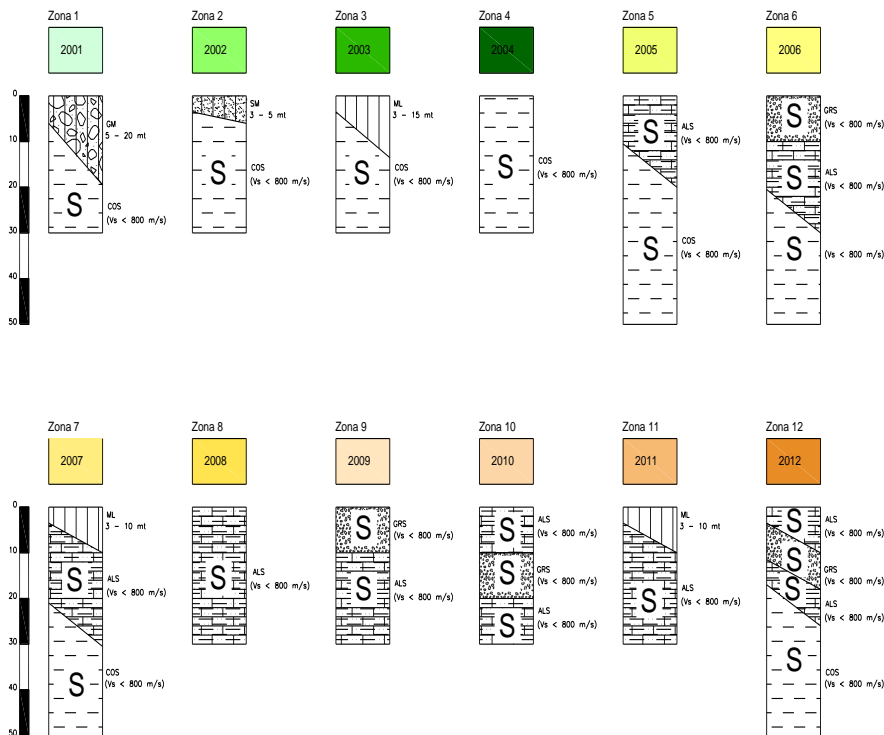 Zona 1
Zona 2
Zona 3
Zona 4
Zona 5
Zona 6
2001
2002
2003
2004
2005
2006
0
10
20
30
40
50
GM
5 - 20 mt
S
COS
(Vs < 800 m/s)
SM
3 - 5 mt
S
COS
(Vs < 800 m/s)
ML
3 - 15 mt
S
COS
(Vs < 800 m/s)
S
COS
(Vs < 800 m/s)
S
ALS
(Vs < 800 m/s)
S
COS
(Vs < 800 m/s)
S
GRS
(Vs < 800 m/s)
S
ALS
(Vs < 800 m/s)
S
(Vs < 800 m/s)
Zona 7
Zona 8
Zona 9
Zona 10
Zona 11
Zona 12
2007
2008
2009
2010
2011
2012
0
10
20
30
40
50
ML
3 - 10 mt
S
ALS
(Vs < 800 m/s)
S
COS
(Vs < 800 m/s)
S
ALS
(Vs < 800 m/s)
S
GRS
(Vs < 800 m/s)
S
ALS
(Vs < 800 m/s)
S
ALS
(Vs < 800 m/s)
S
GRS
(Vs < 800 m/s)
S
ALS
(Vs < 800 m/s)
ML
3 - 10 mt
S
ALS
(Vs < 800 m/s)
S
ALS
(Vs < 800 m/s)
S
GRS
(Vs < 800 m/s)
S
ALS
(Vs < 800 m/s)
S
COS
(Vs < 800 m/s)